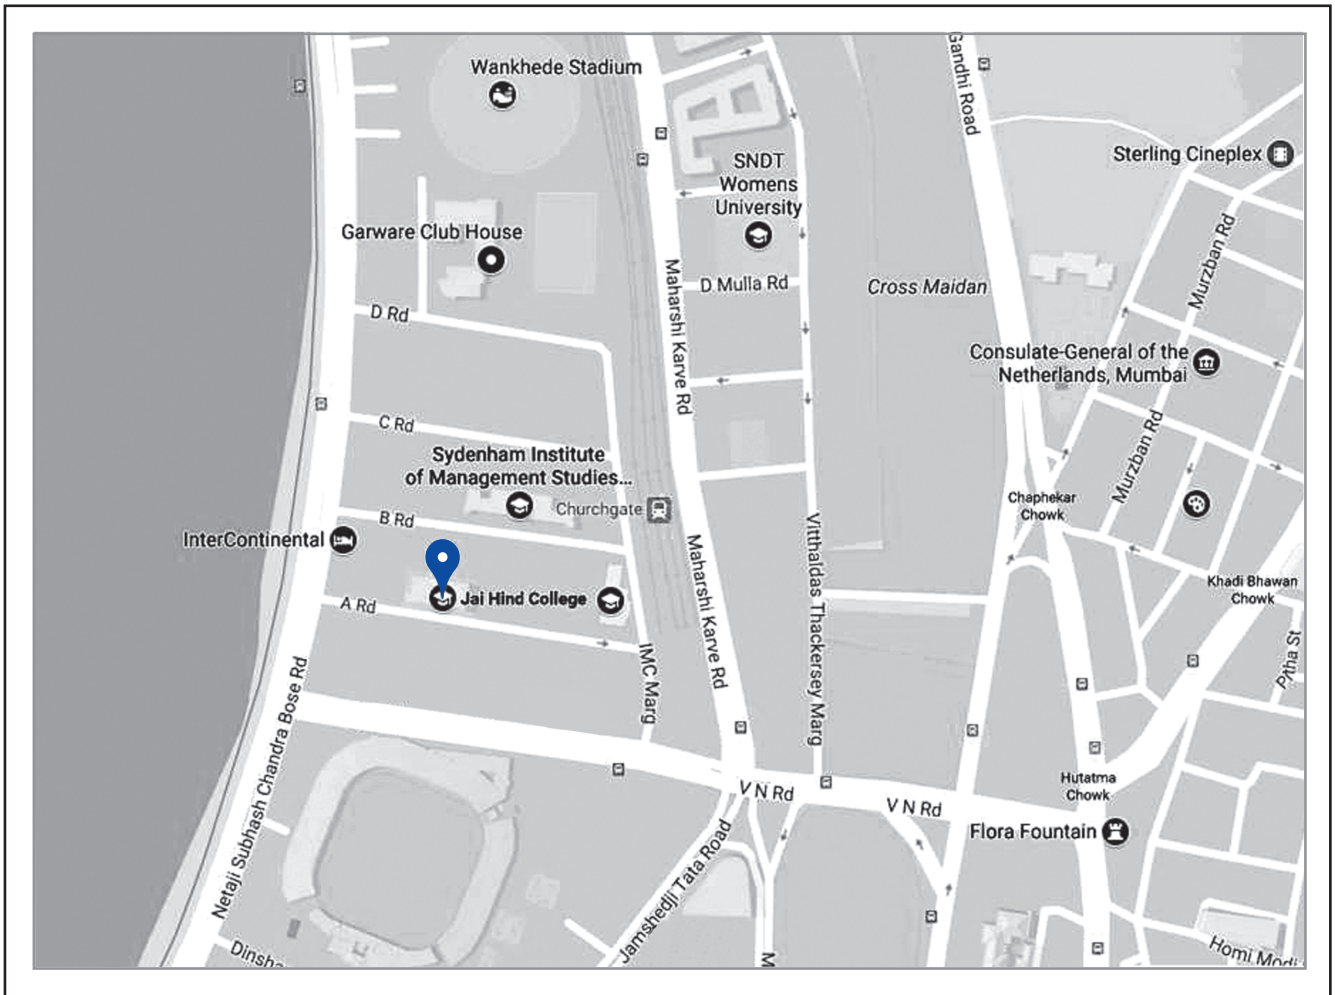 Wankhede Stadium
Gandhi Road
Sterling Cineplex
SNDT
Womens
University
Garware Club House
Murzban Rd
D Mulla Rd
Cross Maidan
D Rd
Maharshi Karve Rd
Consulate-General of the
Netherlands, Mumbai
C Rd
Sydenham Institute
of Management Studies...
Murzban Rd
Churchgate
Chaphekar
Chowk
B Rd
InterContinental
Jai Hind College
A Rd
Khadi Bhawan
Chowk
Maharshi Karve Rd
Vitthaldas Thackersey Marg
IMC Marg
Netaji Subhash Chandra Bose Rd
V N Rd
V N Rd
Hutatma
Chowk
Flora Fountain
Jamshedji Tata Road
Dinsha
M
Homi Modi